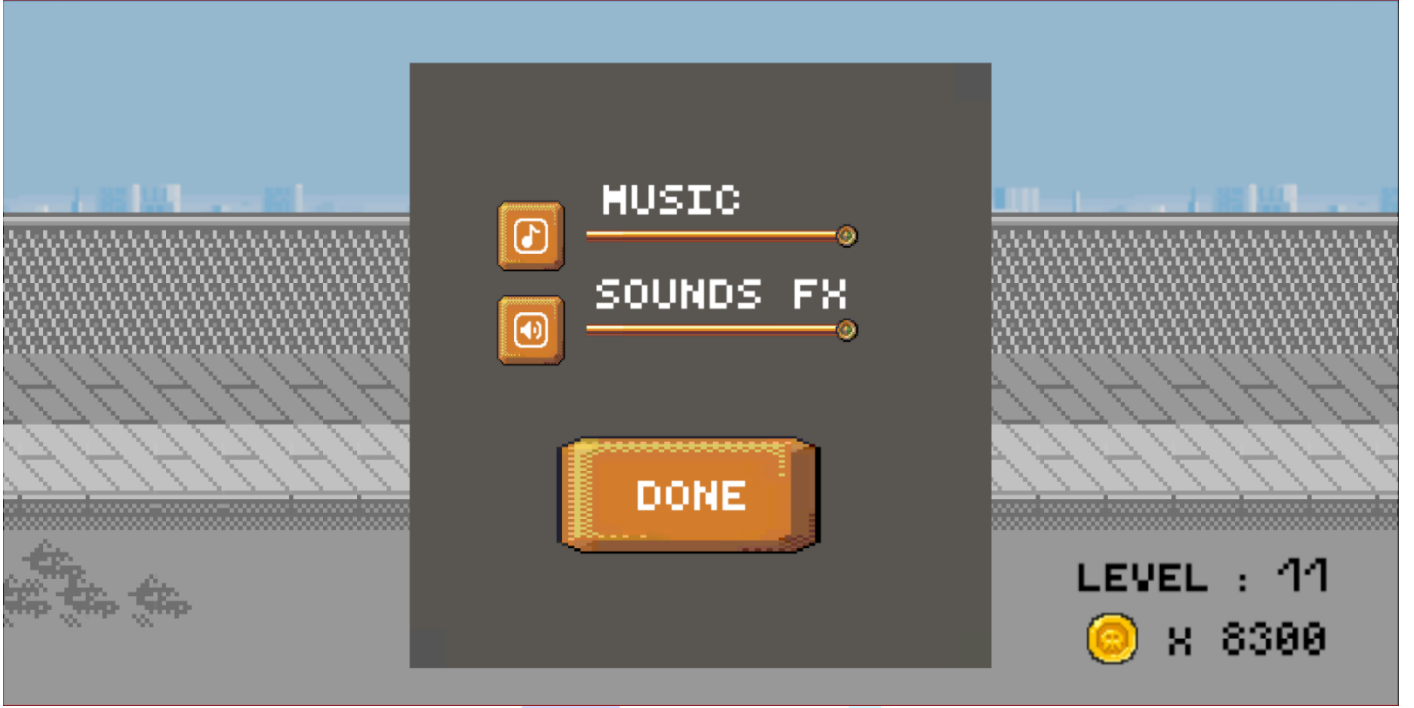 MUSIC
SOUNDS FX
DONE
LEVEL : 11
X 8300